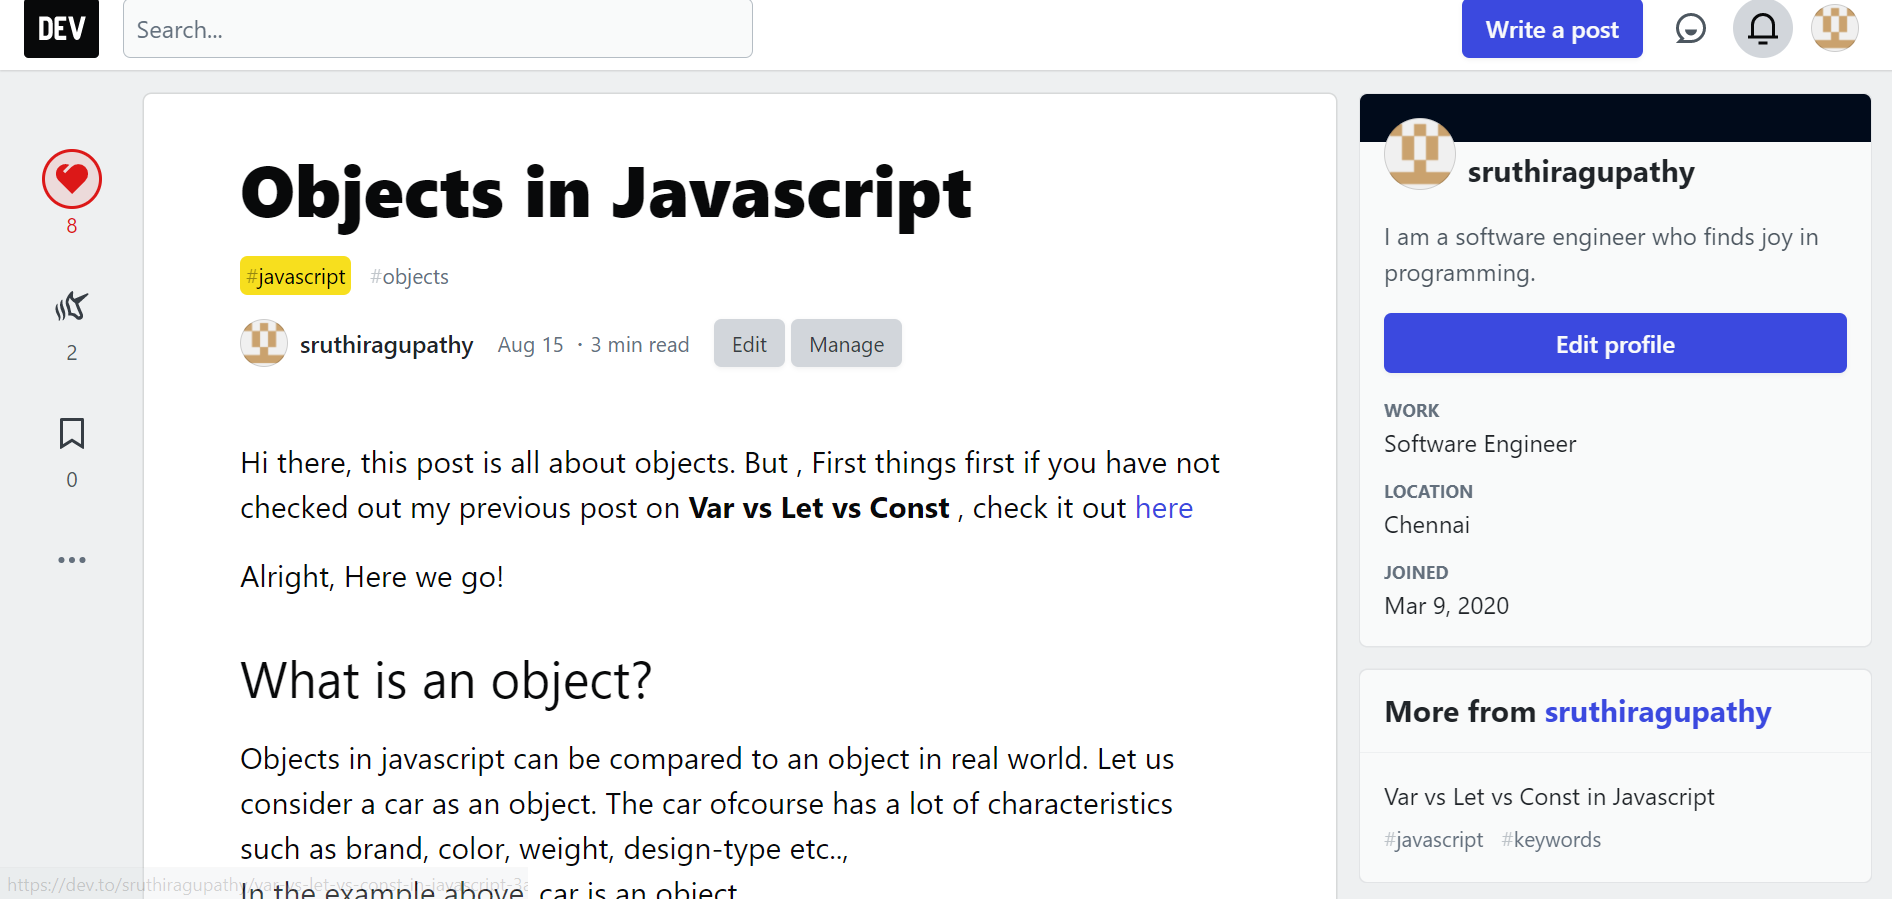 DEV
Search...
Write a post
8
2
0
Objects in Javascript
#javascript #objects
sruthiragupathy Aug 15 · 3 min read Edit Manage
Hi there, this post is all about objects. But , First things first if you have not
checked out my previous post on Var vs Let vs Const , check it out here
Alright, Here we go!
What is an object?
Objects in javascript can be compared to an object in real world. Let us
consider a car as an object. The car ofcourse has a lot of characteristics
such as brand, color, weight, design-type etc..,
In the example above, car is an object
https://dev.to/sruthiragupathy/var-vs-let-vs-const-in-javascript-3a
sruthiragupathy
I am a software engineer who finds joy in
programming.
Edit profile
WORK
Software Engineer
LOCATION
Chennai
JOINED
Mar 9, 2020
More from sruthiragupathy
Var vs Let vs Const in Javascript
#javascript #keywords